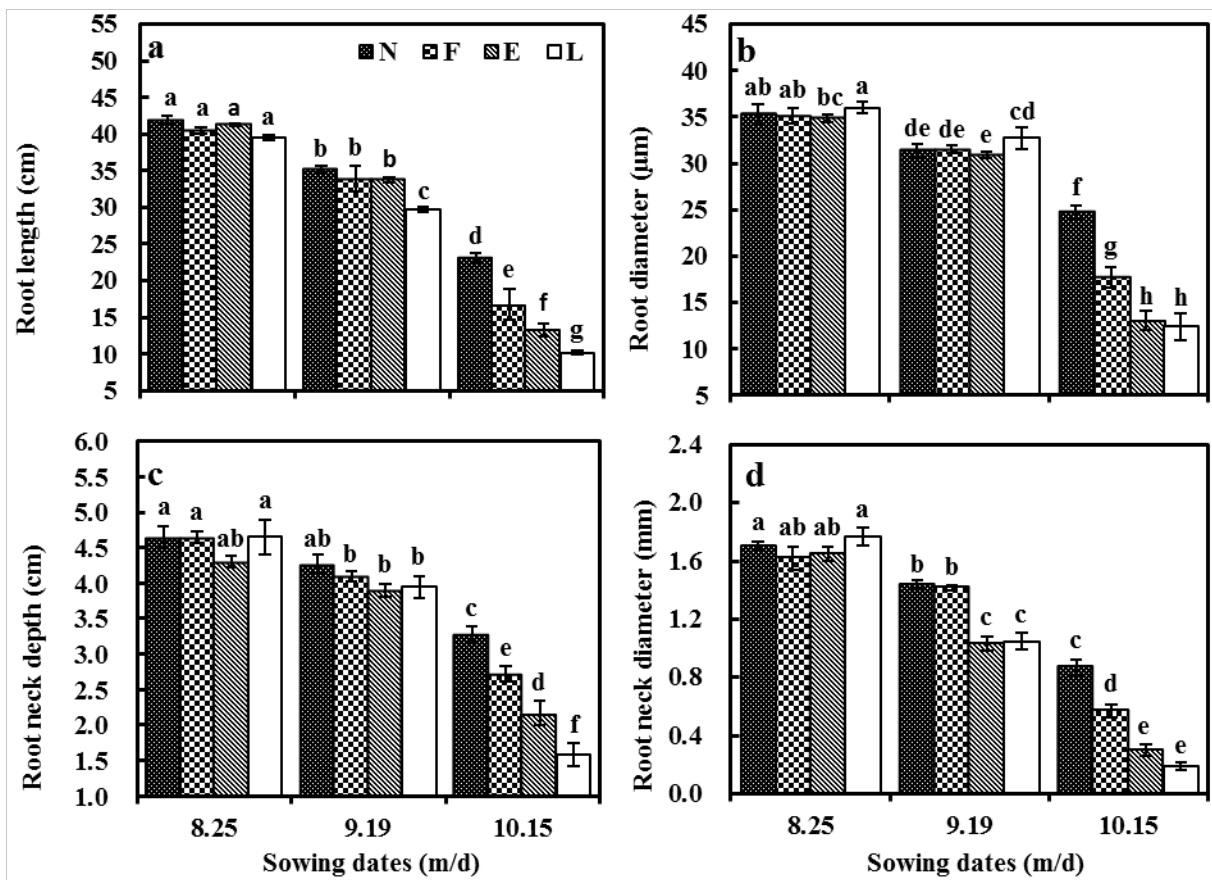 a
N F E L
Root length (cm)
55
50
45
40
35
30
25
20
15
10
5
a a a a
b b b c
d e f g
b
Root diameter (µm)
45
40
35
30
25
20
15
10
5
ab ab bc a
de de e cd
f g h h
c
Root neck depth (cm)
6.0
5.5
5.0
4.5
4.0
3.5
3.0
2.5
2.0
1.5
1.0
a a ab a
ab b b b
c e d f
8.25 9.19 10.15
Sowing dates (m/d)
d
Root neck diameter (mm)
2.4
2.0
1.6
1.2
0.8
0.4
0.0
a ab ab a
b b c c
c d e e
8.25 9.19 10.15
Sowing dates (m/d)